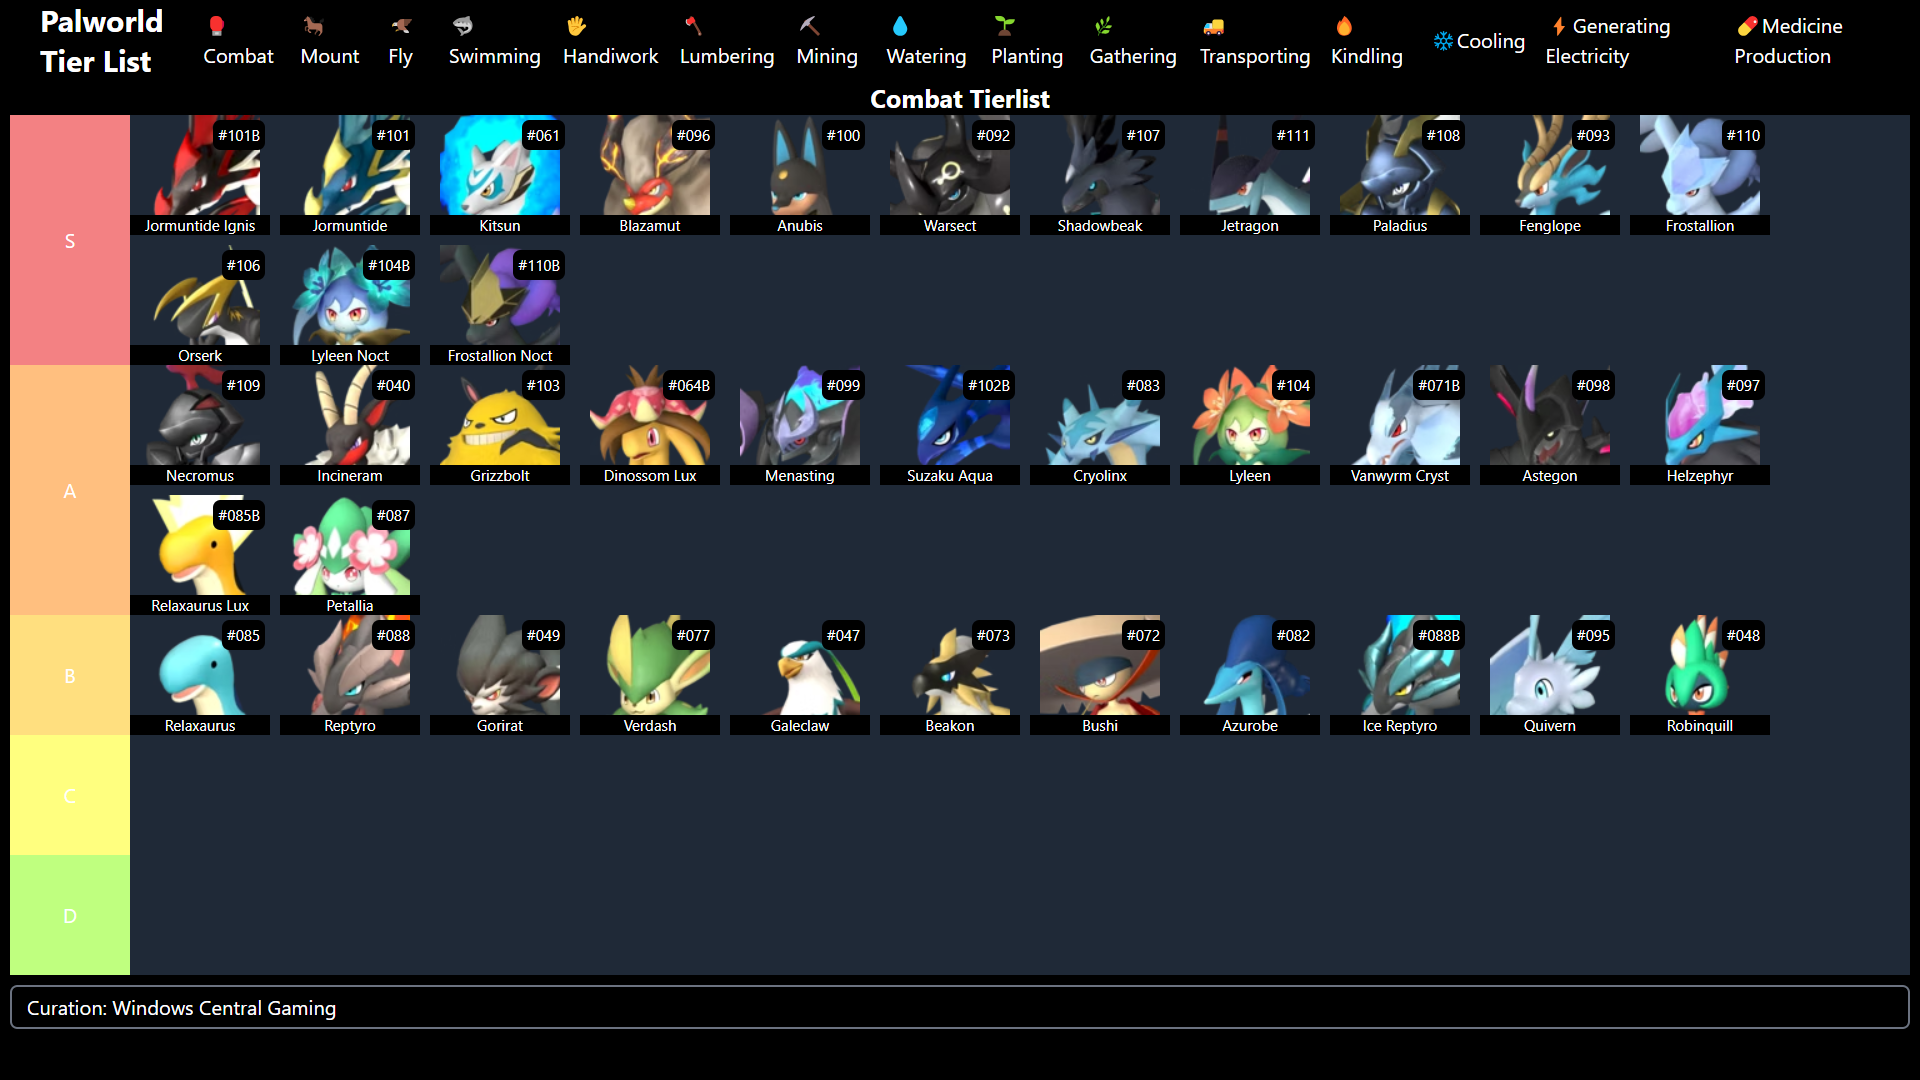 Palworld
Tier List
Combat
Mount
Fly
Swimming
Handiwork
Lumbering
Mining
Watering
Planting
Gathering
Transporting
Kindling
Cooling
Generating
Electricity
Medicine
Production
Combat Tierlist
S
#101B
#101
#061
#096
#100
#092
#107
#111
#108
#093
#110
Jormuntide Ignis
Jormuntide
Kitsun
Blazamut
Anubis
Warsect
Shadowbeak
Jetragon
Paladius
Fenglope
Frostallion
#106
#104B
#110B
Orserk
Lyleen Noct
Frostallion Noct
A
#109
#040
#103
#064B
#099
#102B
#083
#104
#071B
#098
#097
Necromus
Incineram
Grizzbolt
Dinossom Lux
Menasting
Suzaku Aqua
Cryolinx
Lyleen
Vanwyrm Cryst
Astegon
Helzephyr
#085B
#087
Relaxaurus Lux
Petallia
B
#085
#088
#049
#077
#047
#073
#072
#082
#088B
#095
#048
Relaxaurus
Reptyro
Gorirat
Verdash
Galeclaw
Beakon
Bushi
Azurobe
Ice Reptyro
Quivern
Robinquill
C
D
Curation: Windows Central Gaming